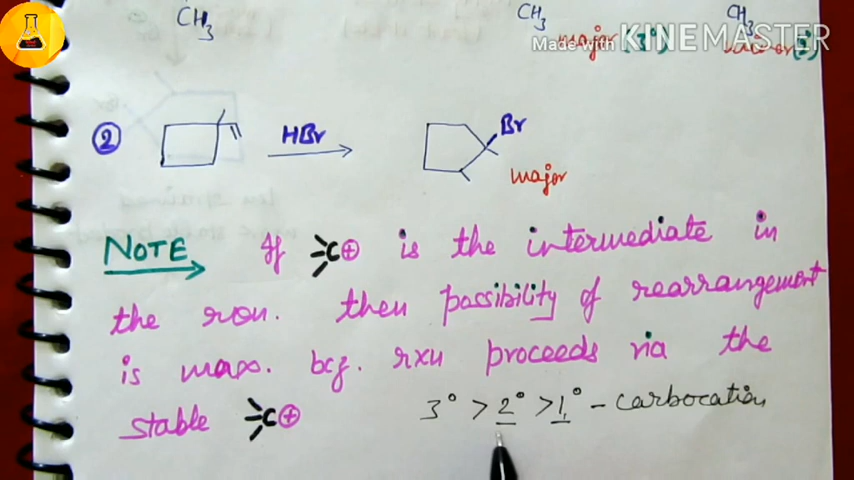 CH3 CH3 CH3
major (3°)
Made with KINEMASTER
② HBr Br
major
NOTE If C⊕ is the intermediate in
the rxn. then possibility of rearrangement
is max. bcz. rxn proceeds via the
stable C⊕ 3° > 2° > 1° - carbocation